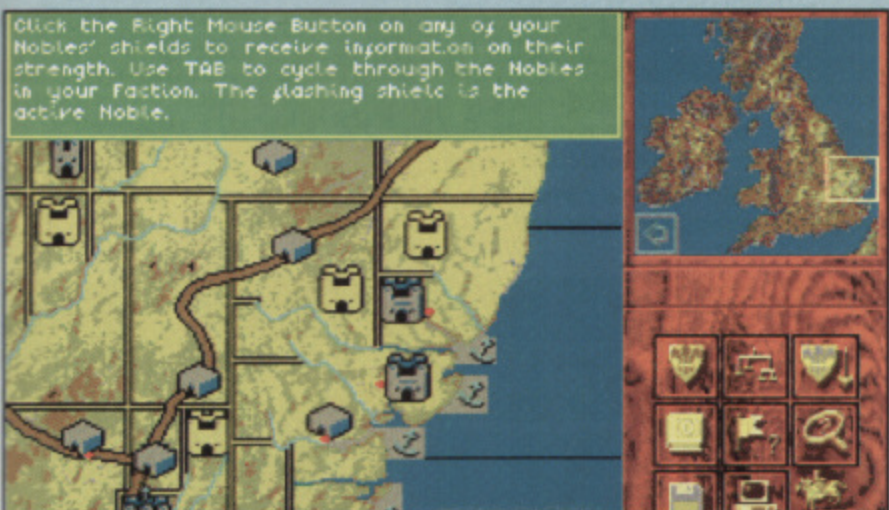 Click the Right Mouse Button on any of your
Nobles' shields to receive information on their
strength. Use TAB to cycle through the Nobles
in your Faction. The flashing shield is the
active Noble.
?